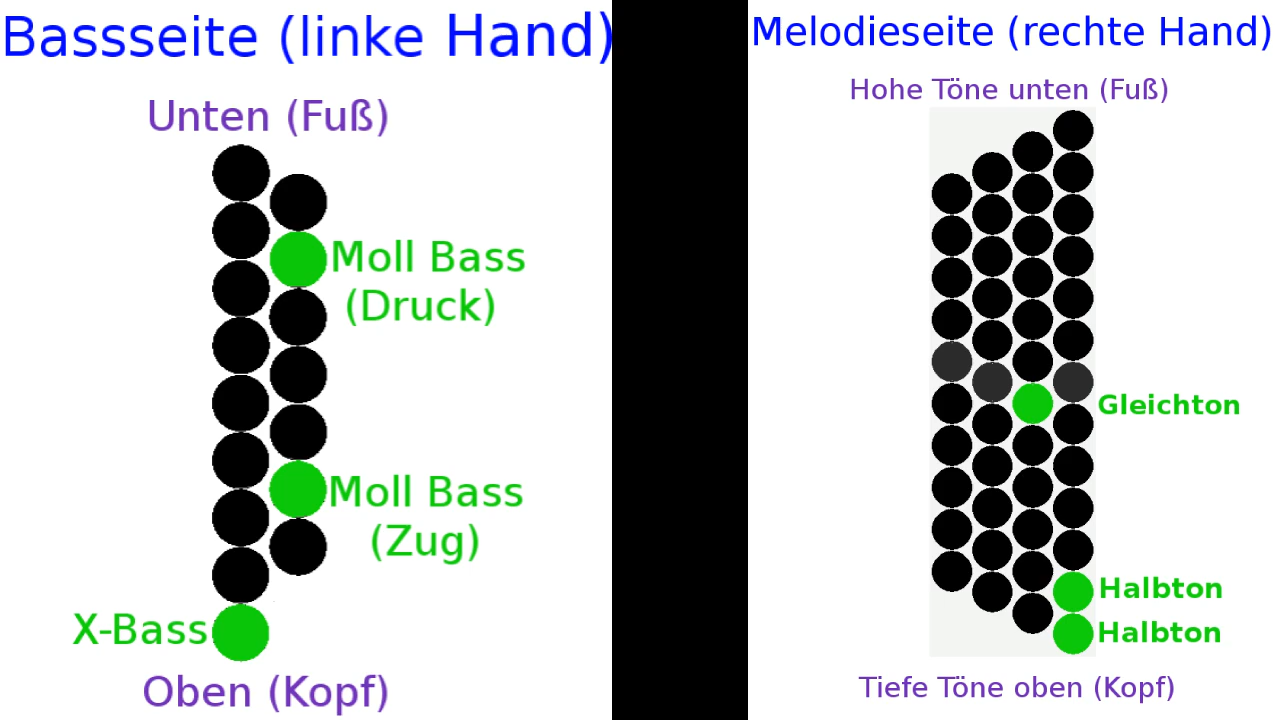 Bassseite (linke Hand)
Unten (Fuß)
Moll Bass
(Druck)
Moll Bass
(Zug)
X-Bass
Oben (Kopf)
Melodieseite (rechte Hand)
Hohe Töne unten (Fuß)
Gleichton
Halbton
Halbton
Tiefe Töne oben (Kopf)